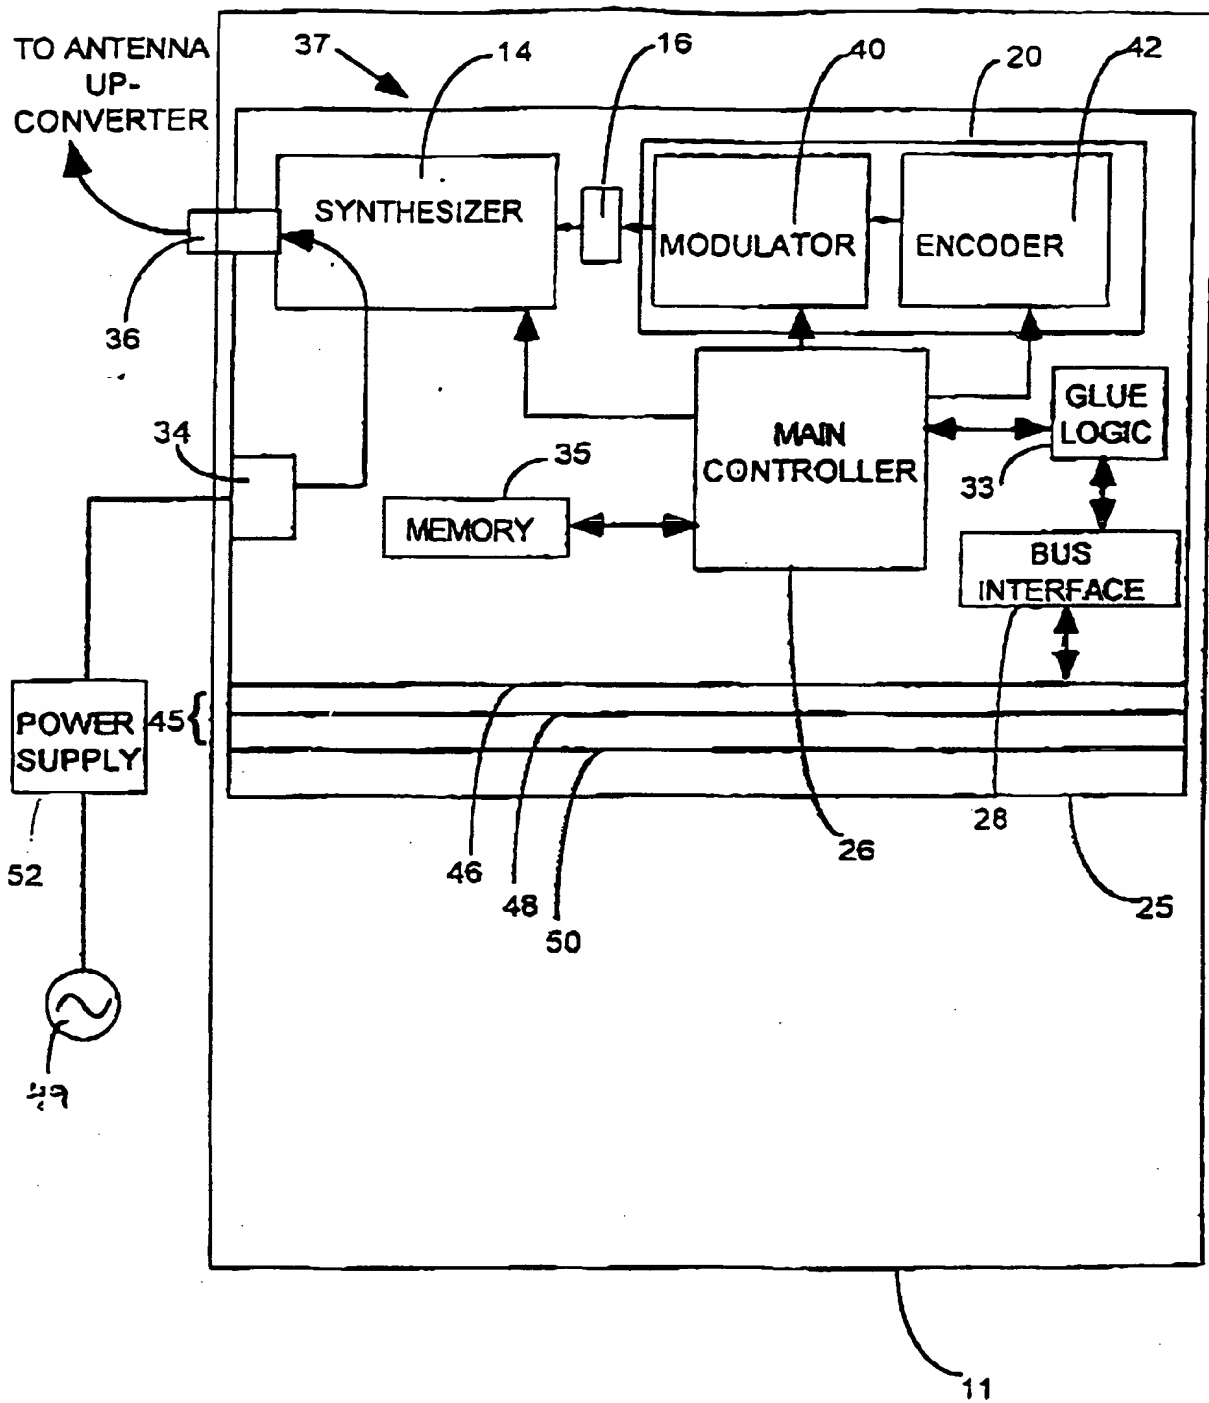 TO ANTENNA
UP-
CONVERTER
37
14
16
40
20
42
SYNTHESIZER
MODULATOR
ENCODER
36
34
35
MEMORY
MAIN
CONTROLLER
GLUE
LOGIC
33
BUS
INTERFACE
POWER
SUPPLY
45{
52
46
48
50
26
28
25
49
11